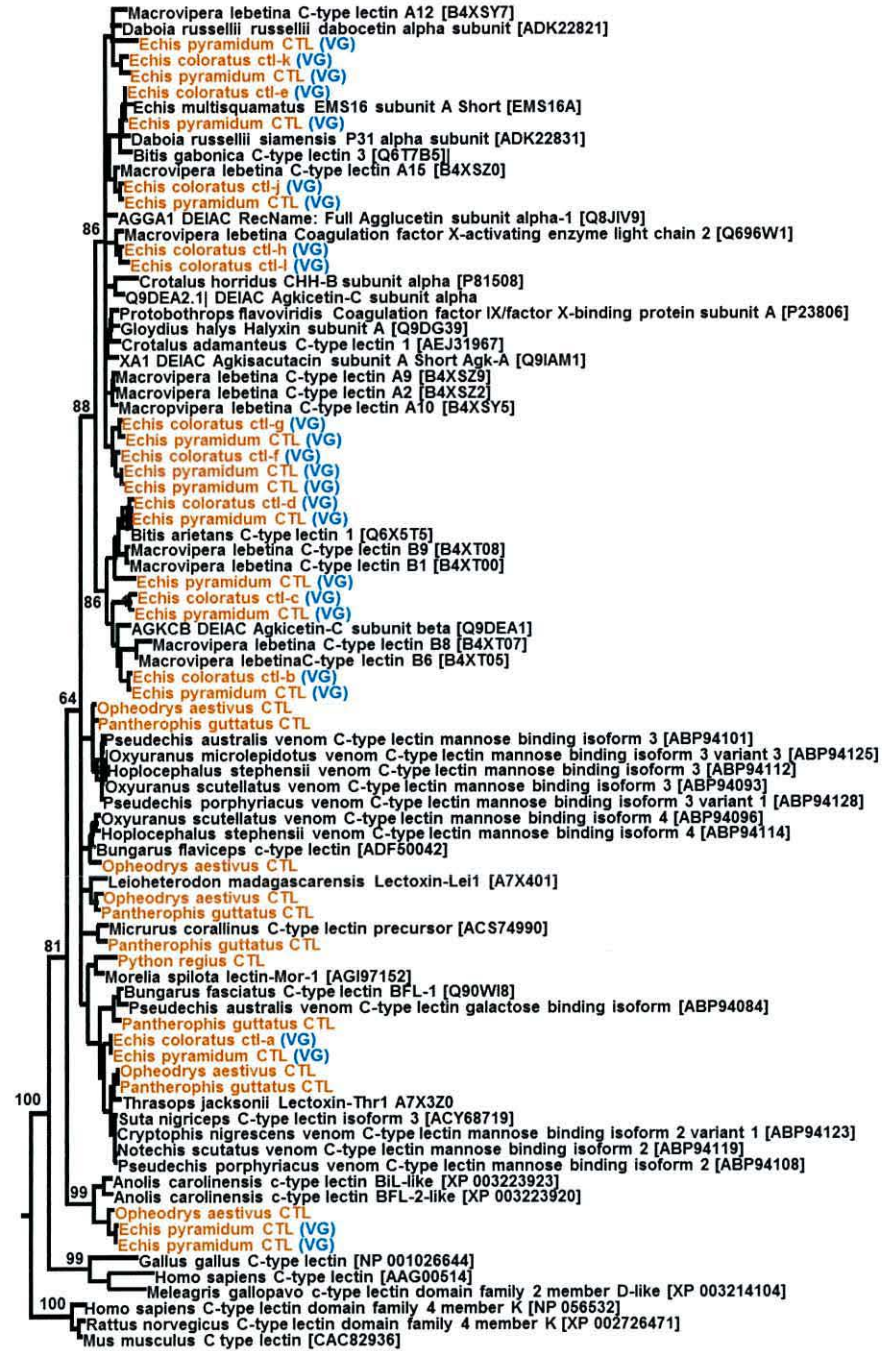 Macrovipera lebetina C-type lectin A12 [B4XSY7]
Daboia russellii russellii dabocetin alpha subunit [ADK22821]
Echis pyramidum CTL (VG)
Echis coloratus ctl-k (VG)
Echis pyramidum CTL (VG)
Echis coloratus ctl-e (VG)
Echis multisquamatus EMS16 subunit A Short [EMS16A]
Echis pyramidum CTL (VG)
Daboia russellii siamensis P31 alpha subunit [ADK22831]
Bitis gabonica C-type lectin 3 [Q6T7B5]|
Macrovipera lebetina C-type lectin A15 [B4XSZ0]
Echis coloratus ctl-j (VG)
Echis pyramidum CTL (VG)
AGGA1 DEIAC RecName: Full Agglucetin subunit alpha-1 [Q8JIV9]
86
Macrovipera lebetina Coagulation factor X-activating enzyme light chain 2 [Q696W1]
Echis coloratus ctl-h (VG)
Echis coloratus ctl-l (VG)
Crotalus horridus CHH-B subunit alpha [P81508]
Q9DEA2.1| DEIAC Agkicetin-C subunit alpha
Protobothrops flavoviridis Coagulation factor IX/factor X-binding protein subunit A [P23806]
Gloydius halys Halyxin subunit A [Q9DG39]
Crotalus adamanteus C-type lectin 1 [AEJ31967]
XA1 DEIAC Agkisacutacin subunit A Short Agk-A [Q9IAM1]
Macrovipera lebetina C-type lectin A9 [B4XSZ9]
Macrovipera lebetina C-type lectin A2 [B4XSZ2]
88
Macropvipera lebetina C-type lectin A10 [B4XSY5]
Echis coloratus ctl-g (VG)
Echis pyramidum CTL (VG)
Echis coloratus ctl-f (VG)
Echis pyramidum CTL (VG)
Echis pyramidum CTL (VG)
Echis coloratus ctl-d (VG)
Echis pyramidum CTL (VG)
Bitis arietans C-type lectin 1 [Q6X5T5]
Macrovipera lebetina C-type lectin B9 [B4XT08]
Macrovipera lebetina C-type lectin B1 [B4XT00]
Echis pyramidum CTL (VG)
86
Echis coloratus ctl-c (VG)
Echis pyramidum CTL (VG)
AGKCB DEIAC Agkicetin-C subunit beta [Q9DEA1]
Macrovipera lebetina C-type lectin B8 [B4XT07]
Macrovipera lebetinaC-type lectin B6 [B4XT05]
Echis coloratus ctl-b (VG)
Echis pyramidum CTL (VG)
64
Opheodrys aestivus CTL
Pantherophis guttatus CTL
Pseudechis australis venom C-type lectin mannose binding isoform 3 [ABP94101]
Oxyuranus microlepidotus venom C-type lectin mannose binding isoform 3 variant 3 [ABP94125]
Hoplocephalus stephensii venom C-type lectin mannose binding isoform 3 [ABP94112]
Oxyuranus scutellatus venom C-type lectin mannose binding isoform 3 [ABP94093]
Pseudechis porphyriacus venom C-type lectin mannose binding isoform 3 variant 1 [ABP94128]
Oxyuranus scutellatus venom C-type lectin mannose binding isoform 4 [ABP94096]
Hoplocephalus stephensii venom C-type lectin mannose binding isoform 4 [ABP94114]
Bungarus flaviceps c-type lectin [ADF50042]
Opheodrys aestivus CTL
Leioheterodon madagascarensis Lectoxin-Lei1 [A7X401]
Opheodrys aestivus CTL
Pantherophis guttatus CTL
Micrurus corallinus C-type lectin precursor [ACS74990]
81
Pantherophis guttatus CTL
Python regius CTL
Morelia spilota lectin-Mor-1 [AGI97152]
Bungarus fasciatus C-type lectin BFL-1 [Q90WI8]
Pseudechis australis venom C-type lectin galactose binding isoform [ABP94084]
Pantherophis guttatus CTL
Echis coloratus ctl-a (VG)
Echis pyramidum CTL (VG)
Opheodrys aestivus CTL
Pantherophis guttatus CTL
100
Thrasops jacksonii Lectoxin-Thr1 A7X3Z0
Suta nigriceps C-type lectin isoform 3 [ACY68719]
Cryptophis nigrescens venom C-type lectin mannose binding isoform 2 variant 1 [ABP94123]
Notechis scutatus venom C-type lectin mannose binding isoform 2 [ABP94119]
Pseudechis porphyriacus venom C-type lectin mannose binding isoform 2 [ABP94108]
Anolis carolinensis c-type lectin BiL-like [XP 003223923]
99
Anolis carolinensis c-type lectin BFL-2-like [XP 003223920]
Opheodrys aestivus CTL
Echis pyramidum CTL (VG)
Echis pyramidum CTL (VG)
99
Gallus gallus C-type lectin [NP 001026644]
Homo sapiens C-type lectin [AAG00514]
Meleagris gallopavo c-type lectin domain family 2 member D-like [XP 003214104]
100
Homo sapiens C-type lectin domain family 4 member K [NP 056532]
Rattus norvegicus C-type lectin domain family 4 member K [XP 002726471]
Mus musculus C type lectin [CAC82936]